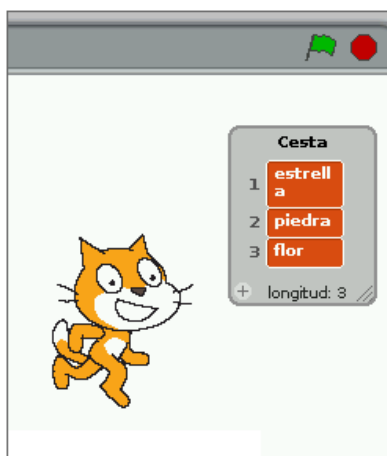 Cesta
1 estrell
a
2 piedra
3 flor
+ longitud: 3